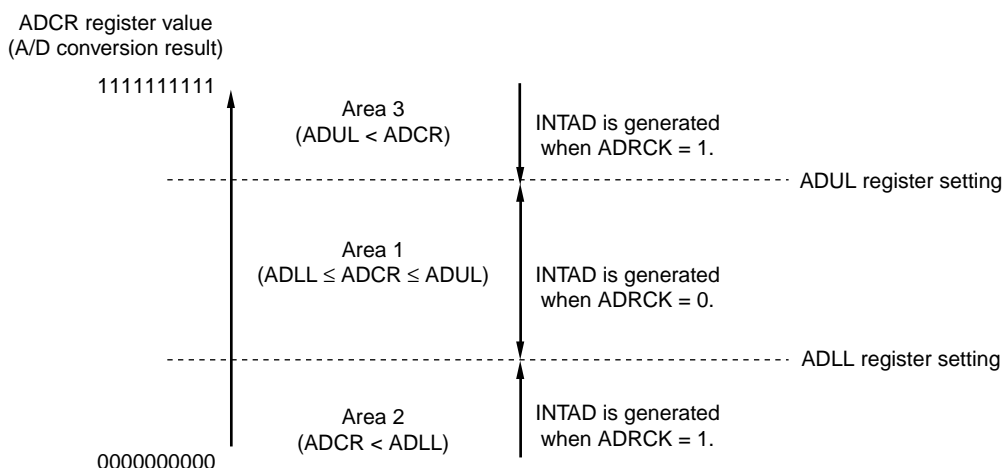 ADCR register value
(A/D conversion result)
1111111111
Area 3
(ADUL < ADCR)
INTAD is generated
when ADRCK = 1.
ADUL register setting
Area 1
(ADLL ≤ ADCR ≤ ADUL)
INTAD is generated
when ADRCK = 0.
ADLL register setting
Area 2
(ADCR < ADLL)
INTAD is generated
when ADRCK = 1.
0000000000